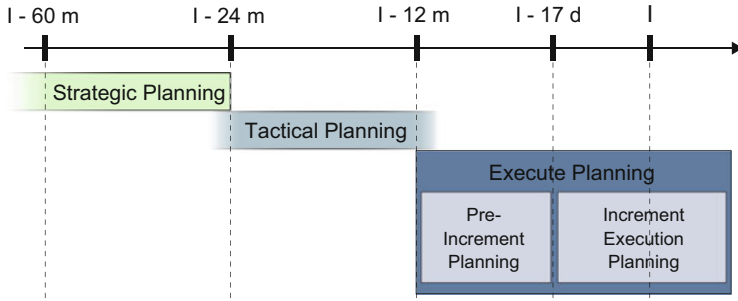 I - 60 m I - 24 m I - 12 m I - 17 d I
Strategic Planning
Tactical Planning
Execute Planning
Pre-
Increment
Planning
Increment
Execution
Planning